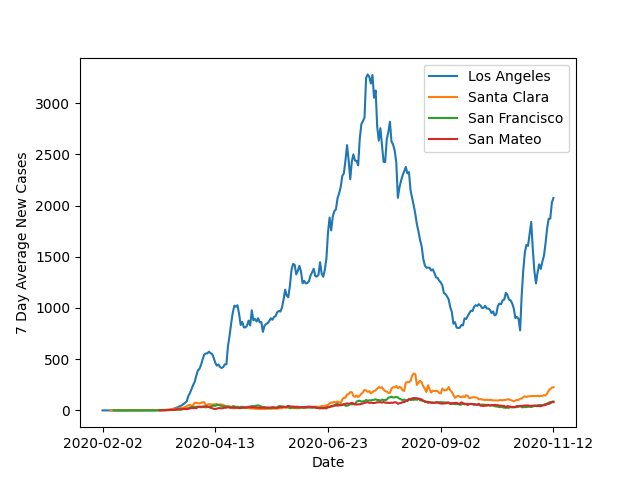 Los Angeles
Santa Clara
San Francisco
San Mateo
7 Day Average New Cases
3000
2500
2000
1500
1000
500
0
2020-02-02
2020-04-13
2020-06-23
2020-09-02
2020-11-12
Date